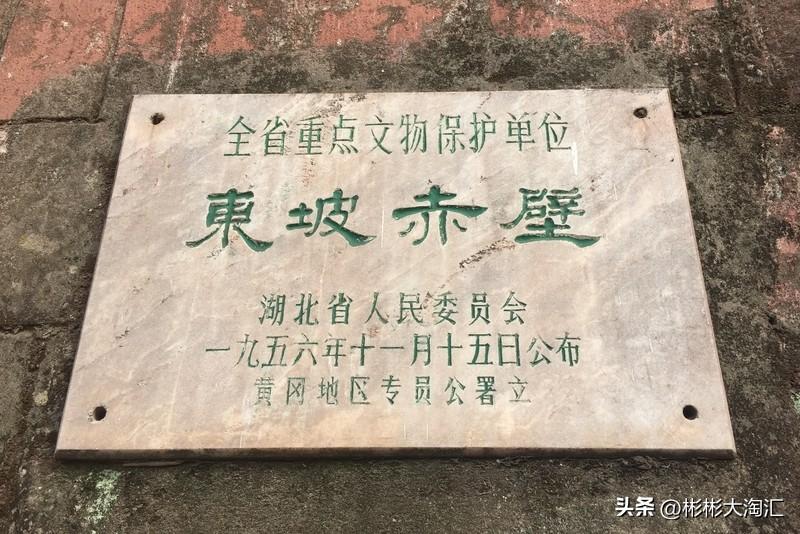 全省重点文物保护单位
東坡赤壁
湖北省人民委员会
一九五六年十一月十五日公布
黄冈地区专员公署立
头条 @彬彬大淘汇